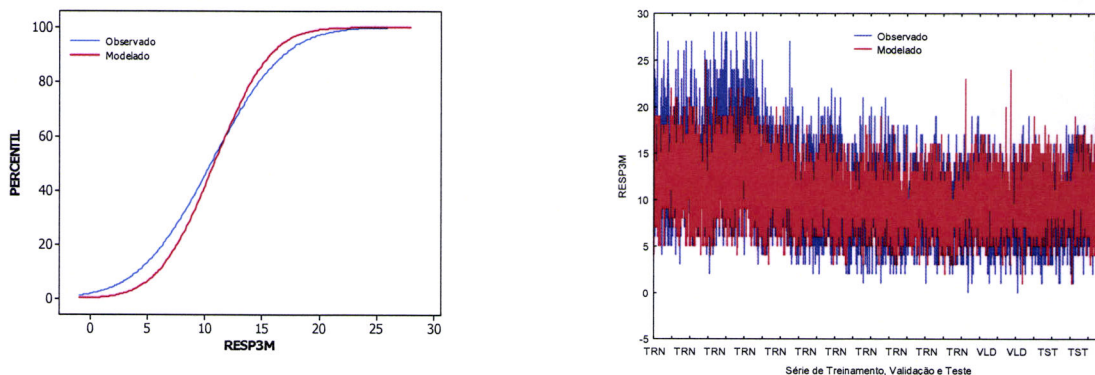 100
80
60
40
20
0
PERCENTIL
Observado
Modelado
0 5 10 15 20 25 30
RESP3M
30
25
20
15
10
5
0
-5
RESP3M
Observado
Modelado
TRN TRN TRN TRN TRN TRN TRN TRN TRN VLD VLD TST TST
Série de Treinamento, Validação e Teste